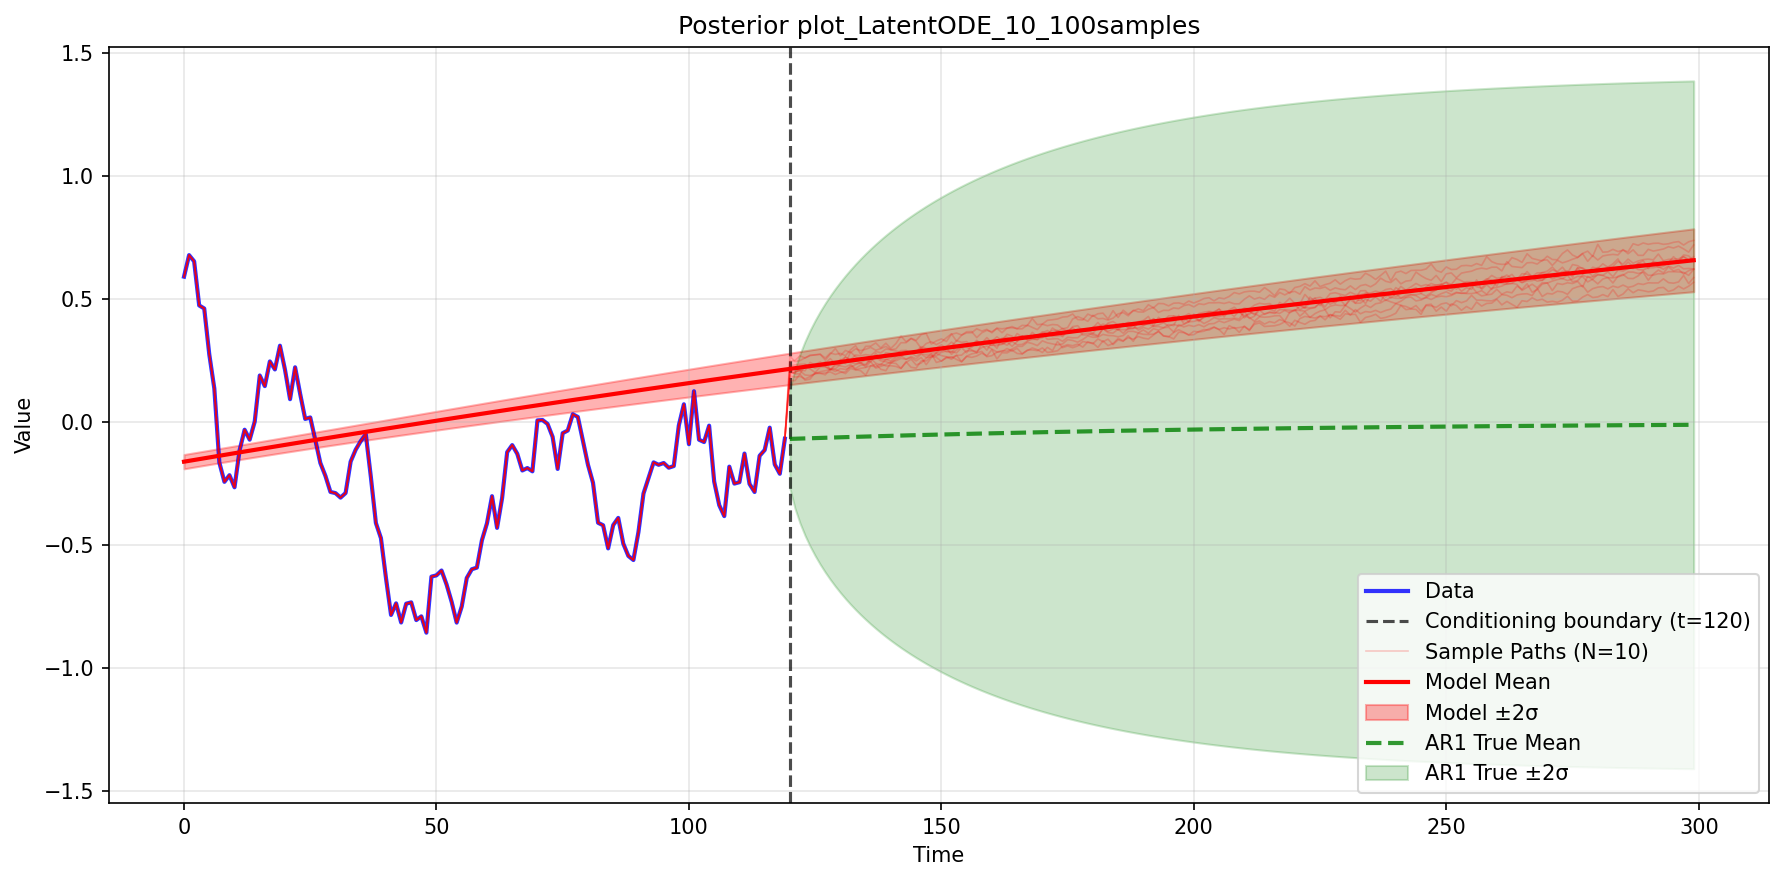 Posterior plot_LatentODE_10_100samples
1.5
1.0
0.5
0.0
−0.5
−1.0
−1.5
Value
0
50
100
150
200
250
300
Time
Data
Conditioning boundary (t=120)
Sample Paths (N=10)
Model Mean
Model ±2σ
AR1 True Mean
AR1 True ±2σ